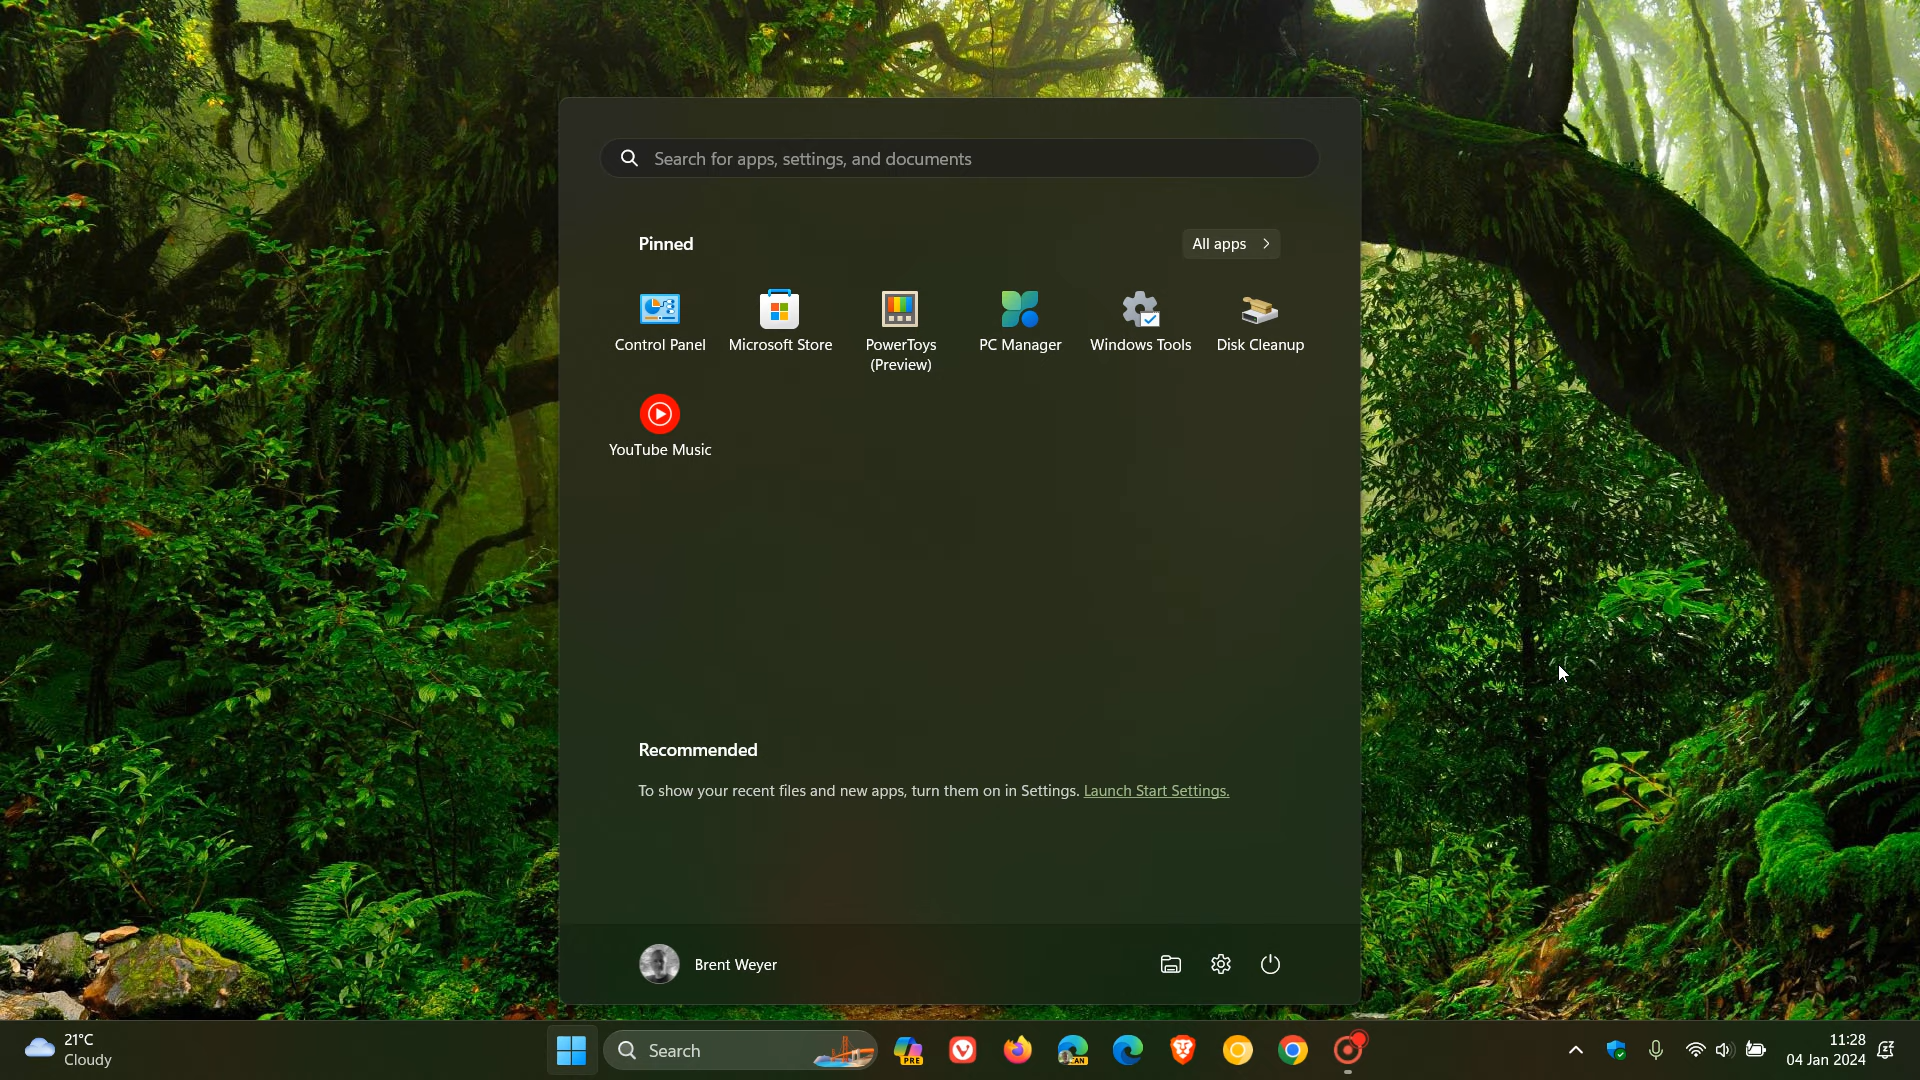 Search for apps, settings, and documents
Pinned
All apps
Control Panel
Microsoft Store
PowerToys
(Preview)
PC Manager
Windows Tools
Disk Cleanup
YouTube Music
Recommended
To show your recent files and new apps, turn them on in Settings. Launch Start Settings.
Brent Weyer
21°C
Cloudy
Search
PRE
CAN
11:28
04 Jan 2024